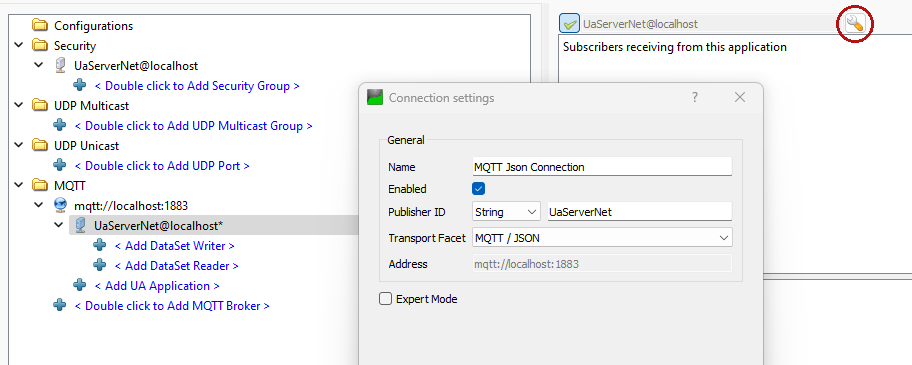 Configurations
Security
UaServerNet@localhost
< Double click to Add Security Group >
UDP Multicast
< Double click to Add UDP Multicast Group >
UDP Unicast
< Double click to Add UDP Port >
MQTT
mqtt://localhost:1883
UaServerNet@localhost*
< Add DataSet Writer >
< Add DataSet Reader >
< Add UA Application >
< Double click to Add MQTT Broker >
UaServerNet@localhost
Subscribers receiving from this application
Connection settings
General
Name MQTT Json Connection
Enabled
Publisher ID String UaServerNet
Transport Facet MQTT / JSON
Address mqtt://localhost:1883
Expert Mode